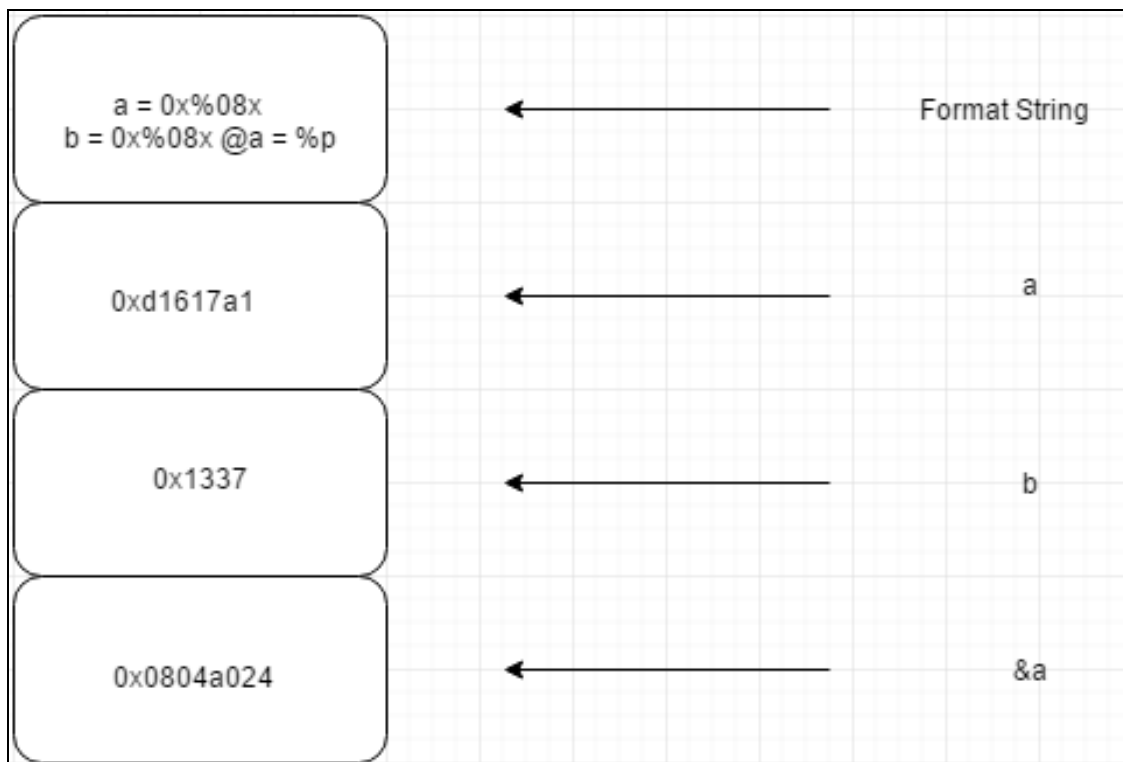 a = 0x%08x
b = 0x%08x @a = %p
Format String
0xd1617a1
a
0x1337
b
0x0804a024
&a